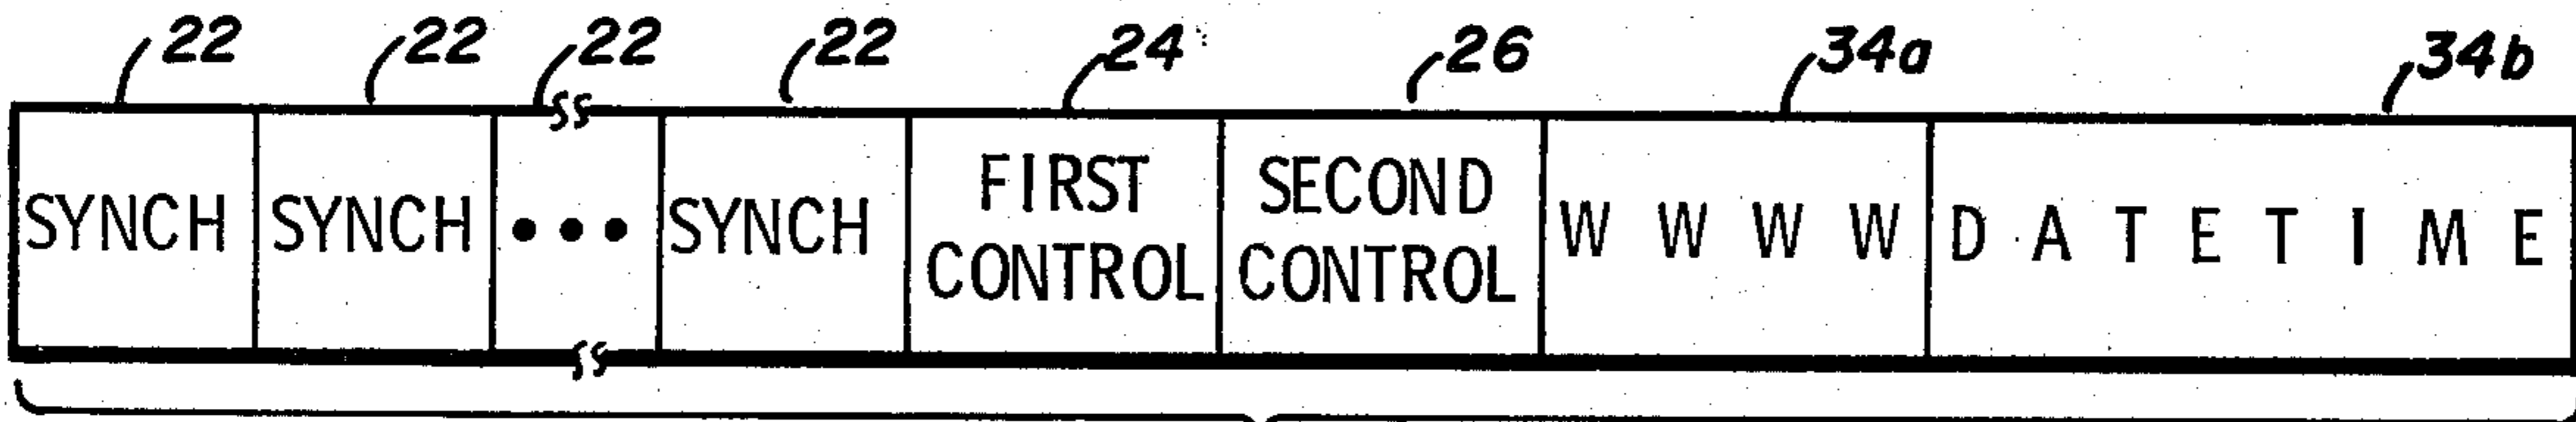 22 22 22 22 24 26 34a 34b
SYNCH SYNCH ... SYNCH FIRST CONTROL SECOND CONTROL W W W W D A T E T I M E